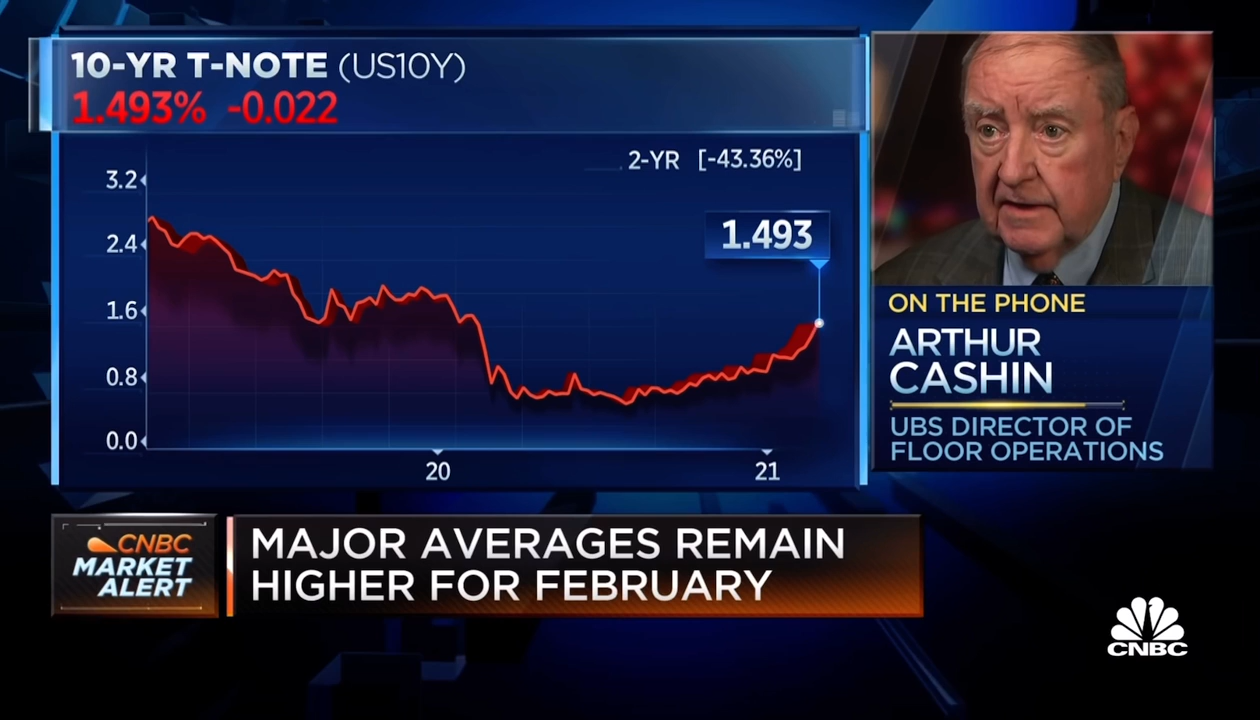 10-YR T-NOTE (US10Y)
1.493% -0.022
2-YR [-43.36%]
3.2
2.4
1.6
0.8
0.0
1.493
20
21
ON THE PHONE
ARTHUR
CASHIN
UBS DIRECTOR OF
FLOOR OPERATIONS
CNBC
MARKET
ALERT
MAJOR AVERAGES REMAIN
HIGHER FOR FEBRUARY
CNBC